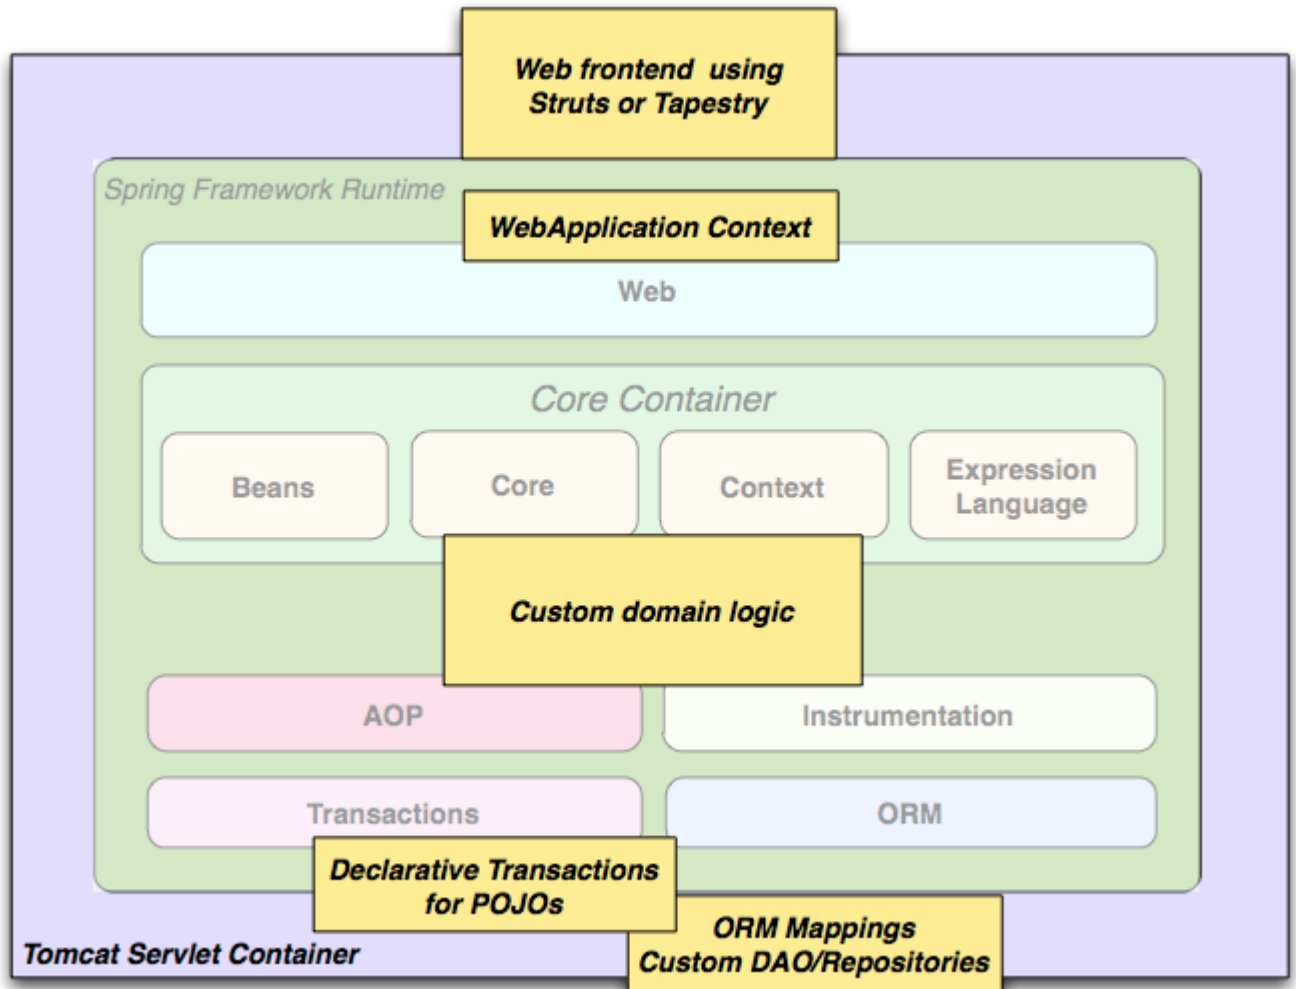 Web frontend using
Struts or Tapestry
Spring Framework Runtime
WebApplication Context
Web
Core Container
Beans
Core
Context
Expression
Language
Custom domain logic
AOP
Instrumentation
Transactions
ORM
Declarative Transactions
for POJOs
ORM Mappings
Custom DAO/Repositories
Tomcat Servlet Container